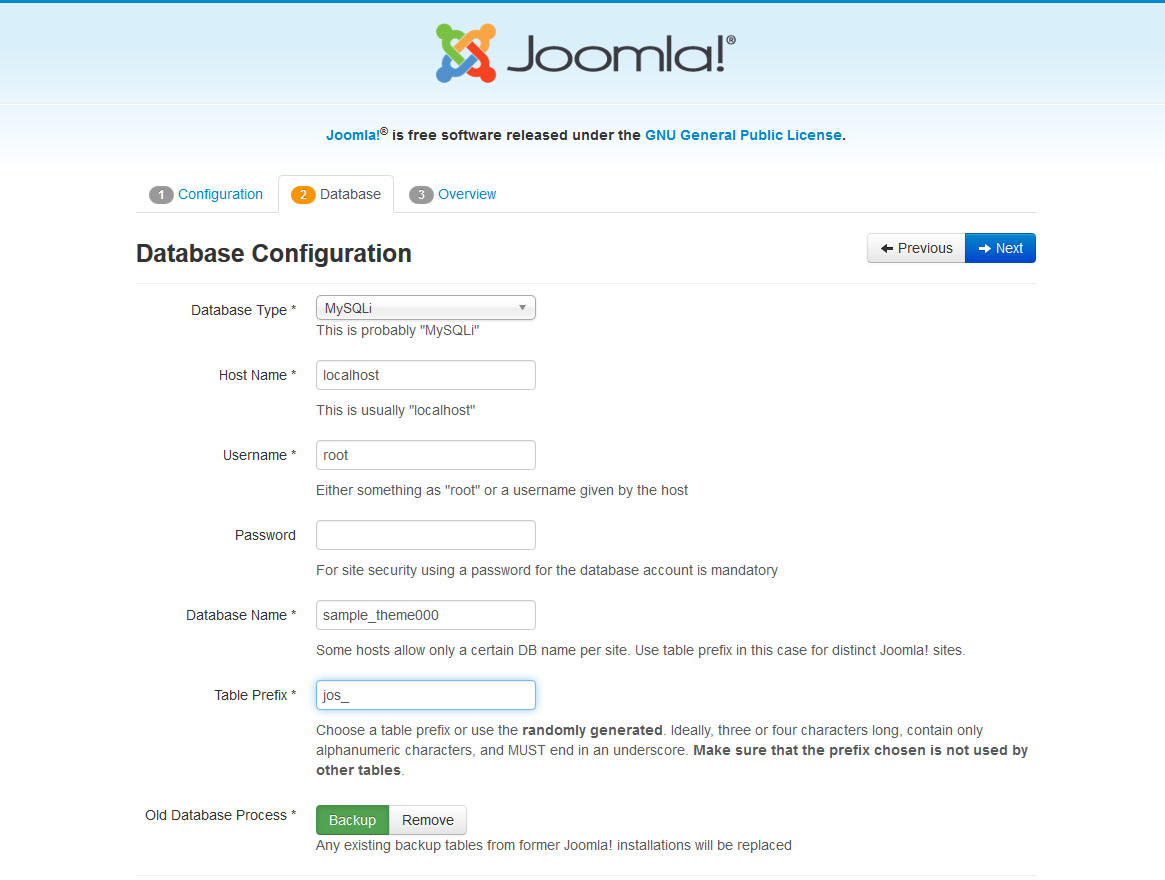 Joomla!®
Joomla!® is free software released under the GNU General Public License.
1 Configuration 2 Database 3 Overview
Database Configuration Previous Next
Database Type * MySQLi
This is probably "MySQLi"
Host Name * localhost
This is usually "localhost"
Username * root
Either something as "root" or a username given by the host
Password
For site security using a password for the database account is mandatory
Database Name * sample_theme000
Some hosts allow only a certain DB name per site. Use table prefix in this case for distinct Joomla! sites.
Table Prefix * jos_
Choose a table prefix or use the randomly generated. Ideally, three or four characters long, contain only
alphanumeric characters, and MUST end in an underscore. Make sure that the prefix chosen is not used by
other tables.
Old Database Process * Backup Remove
Any existing backup tables from former Joomla! installations will be replaced